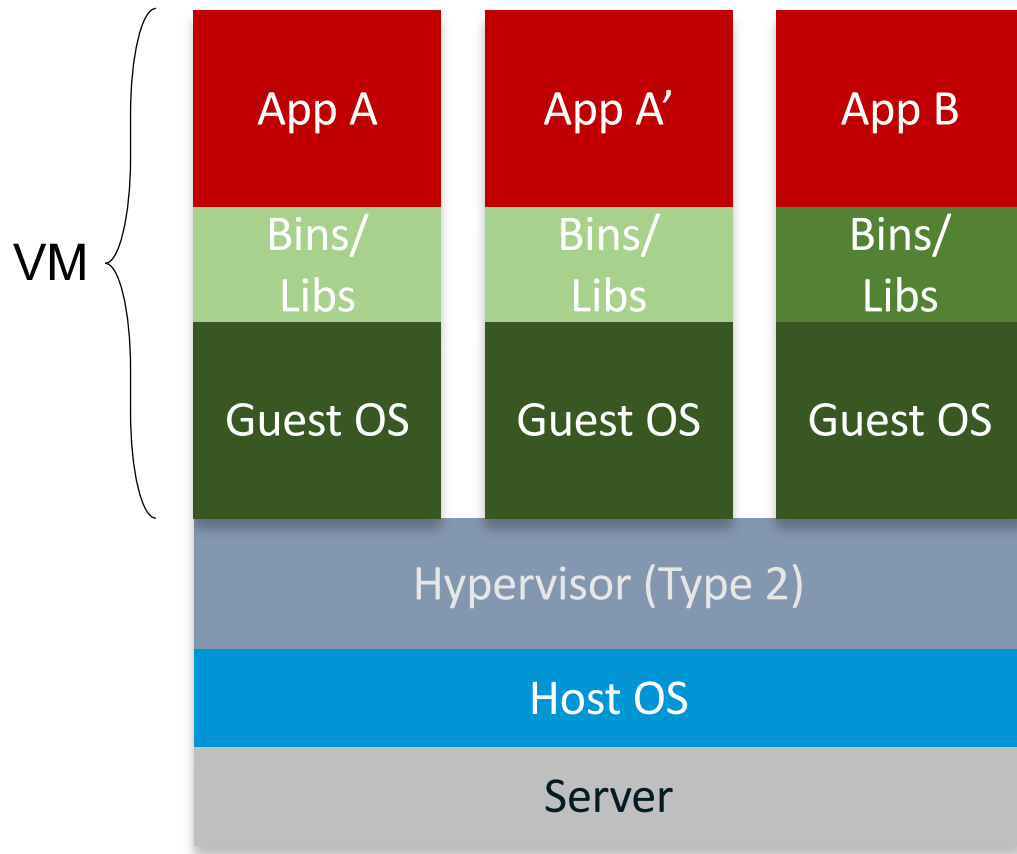 App A
App A’
App B
VM
Bins/
Libs
Bins/
Libs
Bins/
Libs
Guest OS
Guest OS
Guest OS
Hypervisor (Type 2)
Host OS
Server